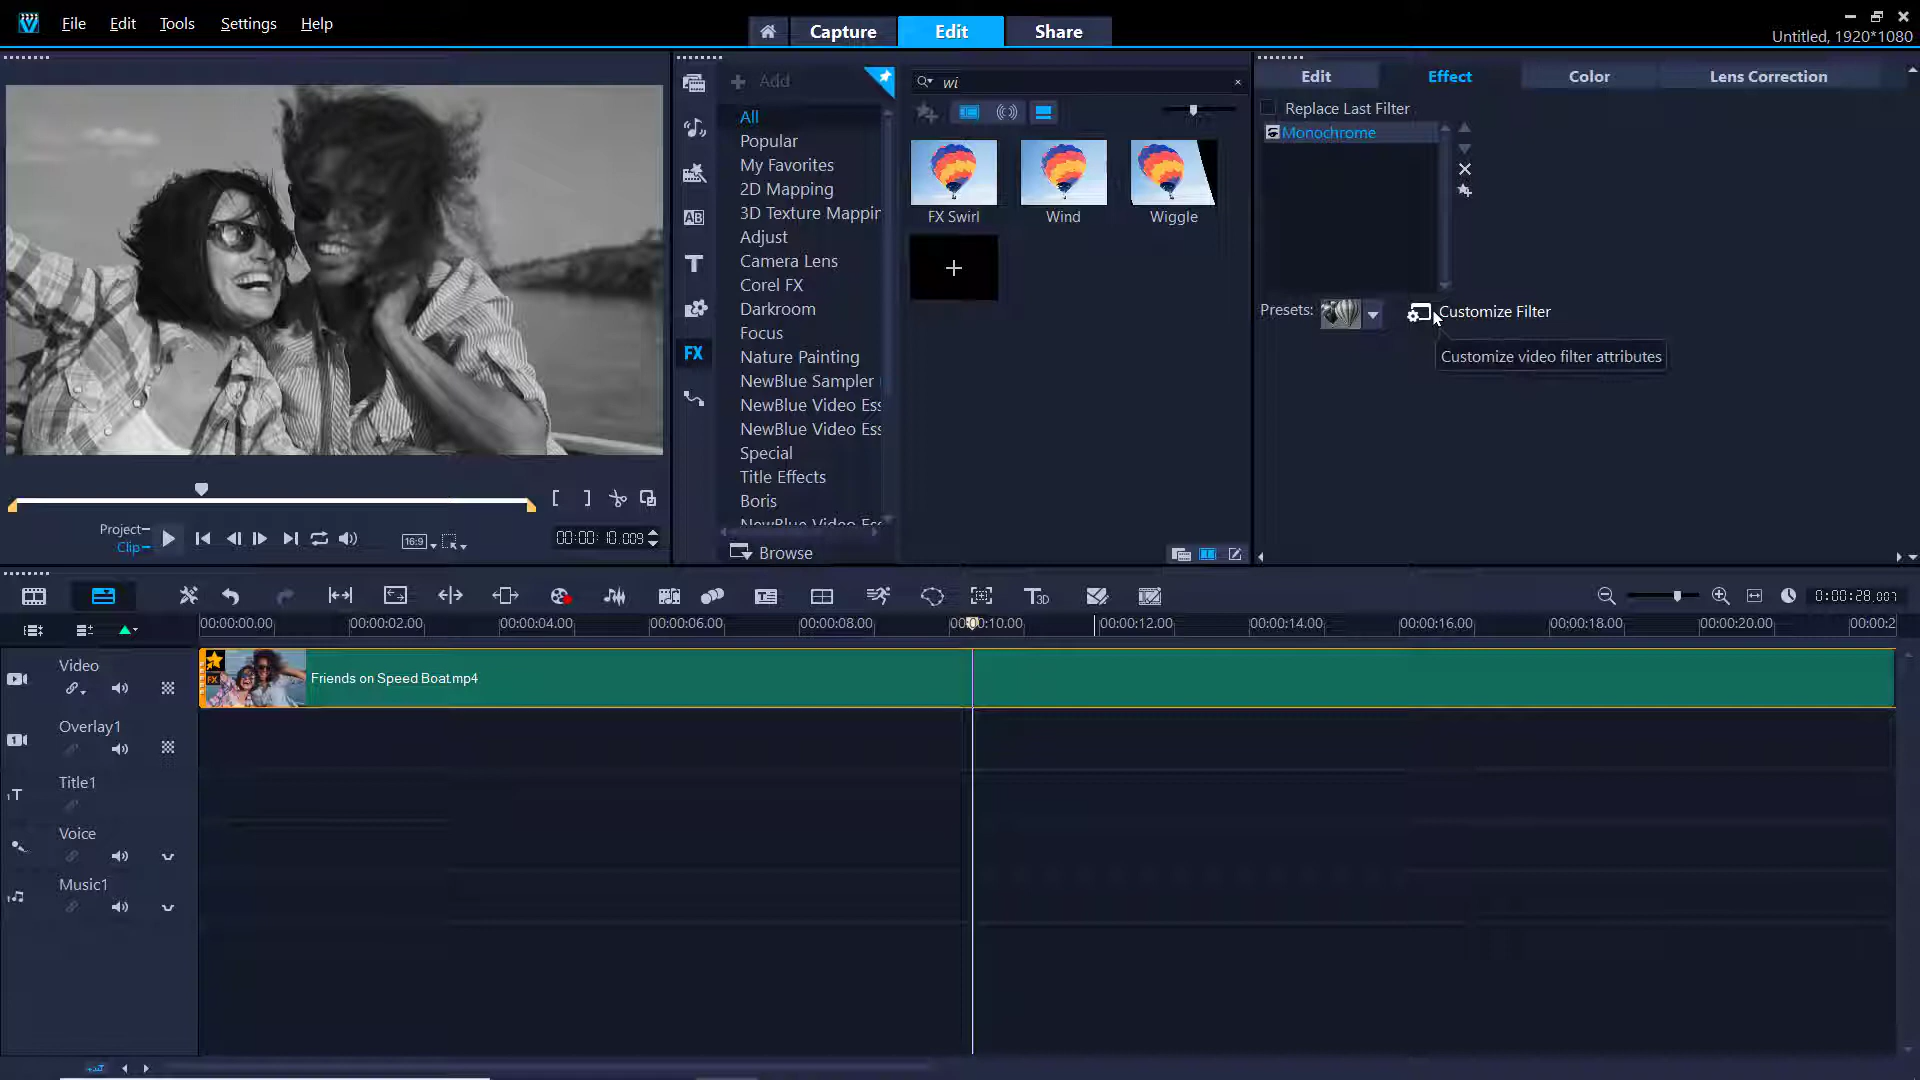 File Edit Tools Settings Help
Capture Edit Share
Untitled, 1920*1080
Add
wi
All
Popular
My Favorites
2D Mapping
3D Texture Mappin
Adjust
Camera Lens
Corel FX
Darkroom
Focus
Nature Painting
NewBlue Sampler
NewBlue Video Ess
NewBlue Video Ess
Special
Title Effects
Boris
NewBlue Video Ess
Browse
FX Swirl Wind Wiggle
AB
T
FX
Edit Effect Color Lens Correction
Replace Last Filter
Monochrome
Presets: Customize Filter
Customize video filter attributes
Project
Clip
16:9
00:00:10.009
T3D
0:00:28.007
00:00:00.00 00:00:02.00 00:00:04.00 00:00:06.00 00:00:08.00 00:00:10.00 00:00:12.00 00:00:14.00 00:00:16.00 00:00:18.00 00:00:20.00 00:00:2
Video
FX
Friends on Speed Boat.mp4
Overlay1
Title1
Voice
Music1